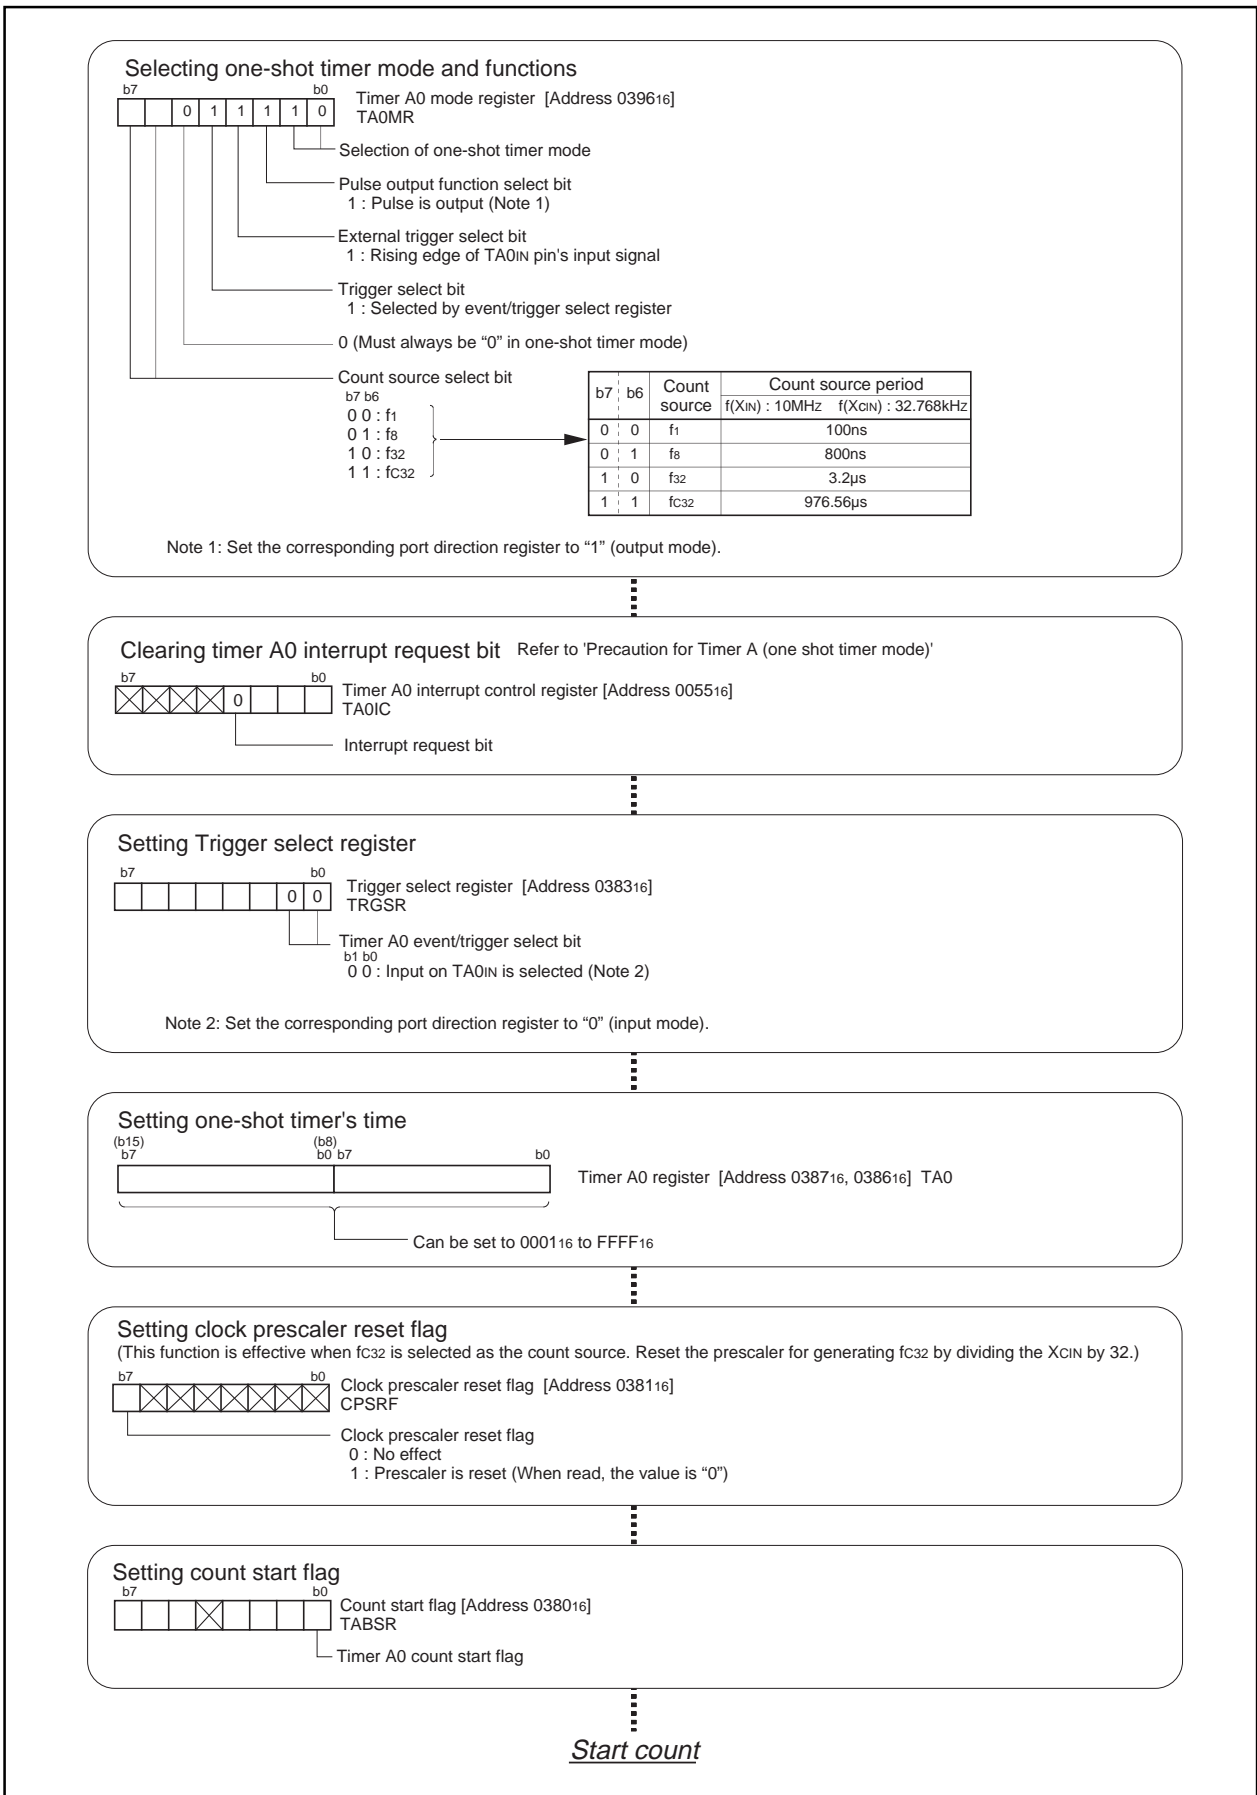 Selecting one-shot timer mode and functions
b7 b0
0 1 1 1 1 0
Timer A0 mode register [Address 039616]
TA0MR
Selection of one-shot timer mode
Pulse output function select bit
1 : Pulse is output (Note 1)
External trigger select bit
1 : Rising edge of TA0IN pin's input signal
Trigger select bit
1 : Selected by event/trigger select register
0 (Must always be “0” in one-shot timer mode)
Count source select bit
b7 b6
0 0 : f1
0 1 : f8
1 0 : f32
1 1 : fC32
b7 b6 Count source Count source period
f(XIN) : 10MHz f(XCIN) : 32.768kHz
0 0 f1 100ns
0 1 f8 800ns
1 0 f32 3.2µs
1 1 fC32 976.56µs
Note 1: Set the corresponding port direction register to “1” (output mode).
Clearing timer A0 interrupt request bit Refer to 'Precaution for Timer A (one shot timer mode)'
b7 b0
0
Timer A0 interrupt control register [Address 005516]
TA0IC
Interrupt request bit
Setting Trigger select register
b7 b0
0 0
Trigger select register [Address 038316]
TRGSR
Timer A0 event/trigger select bit
b1 b0
0 0 : Input on TA0IN is selected (Note 2)
Note 2: Set the corresponding port direction register to “0” (input mode).
Setting one-shot timer's time
(b15) (b8)
b7 b0 b7 b0
Timer A0 register [Address 038716, 038616] TA0
Can be set to 000116 to FFFF16
Setting clock prescaler reset flag
(This function is effective when fC32 is selected as the count source. Reset the prescaler for generating fC32 by dividing the XCIN by 32.)
b7 b0
Clock prescaler reset flag [Address 038116]
CPSRF
Clock prescaler reset flag
0 : No effect
1 : Prescaler is reset (When read, the value is “0”)
Setting count start flag
b7 b0
Count start flag [Address 038016]
TABSR
Timer A0 count start flag
Start count